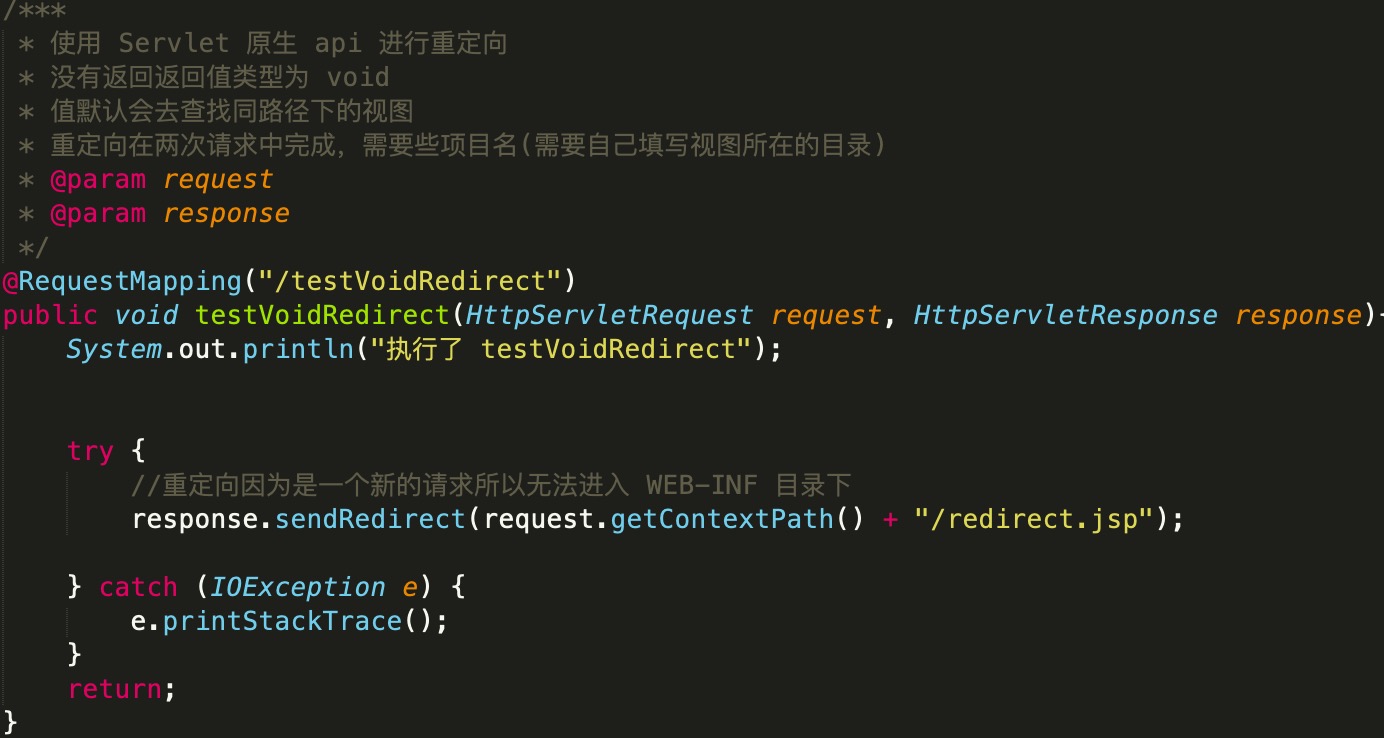 /***
 * 使用 Servlet 原生 api 进行重定向
 * 没有返回返回值类型为 void
 * 值默认会去查找同路径下的视图
 * 重定向在两次请求中完成，需要些项目名(需要自己填写视图所在的目录)
 * @param request
 * @param response
 */
@RequestMapping("/testVoidRedirect")
public void testVoidRedirect(HttpServletRequest request, HttpServletResponse response){
    System.out.println("执行了 testVoidRedirect");
    try {
        //重定向因为是一个新的请求所以无法进入 WEB-INF 目录下
        response.sendRedirect(request.getContextPath() + "/redirect.jsp");
    } catch (IOException e) {
        e.printStackTrace();
    }
    return;
}